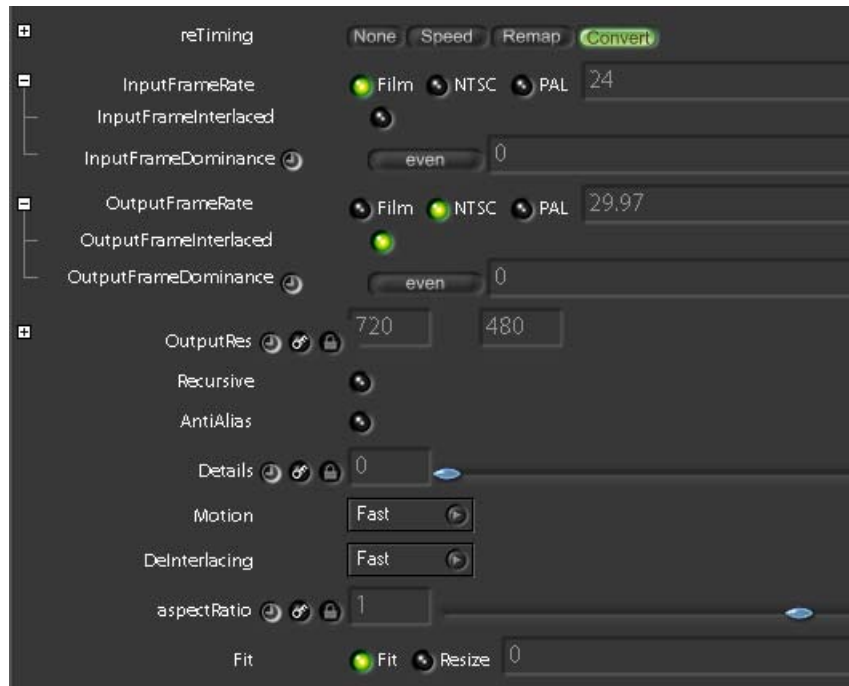 reTiming None Speed Remap Convert
InputFrameRate Film NTSC PAL 24
InputFrameInterlaced
InputFrameDominance even 0
OutputFrameRate Film NTSC PAL 29.97
OutputFrameInterlaced
OutputFrameDominance even 0
OutputRes 720 480
Recursive
AntiAlias
Details 0
Motion Fast
DeInterlacing Fast
aspectRatio 1
Fit Fit Resize 0